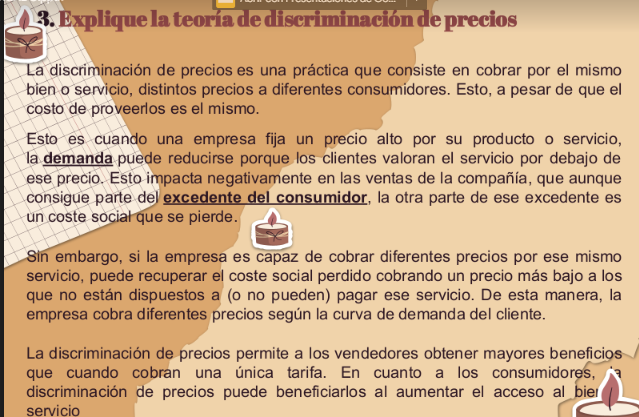 3. Explique la teoría de discriminación de precios
La discriminación de precios es una práctica que consiste en cobrar por el mismo
bien o servicio, distintos precios a diferentes consumidores. Esto, a pesar de que el
costo de proveerlos es el mismo.
Esto es cuando una empresa fija un precio alto por su producto o servicio,
la demanda puede reducirse porque los clientes valoran el servicio por debajo de
ese precio. Esto impacta negativamente en las ventas de la compañía, que aunque
consigue parte del excedente del consumidor, la otra parte de ese excedente es
un coste social que se pierde.
Sin embargo, si la empresa es capaz de cobrar diferentes precios por ese mismo
servicio, puede recuperar el coste social perdido cobrando un precio más bajo a los
que no están dispuestos a (o no pueden) pagar ese servicio. De esta manera, la
empresa cobra diferentes precios según la curva de demanda del cliente.
La discriminación de precios permite a los vendedores obtener mayores beneficios
que cuando cobran una única tarifa. En cuanto a los consumidores, la
discriminación de precios puede beneficiarlos al aumentar el acceso al bien
servicio